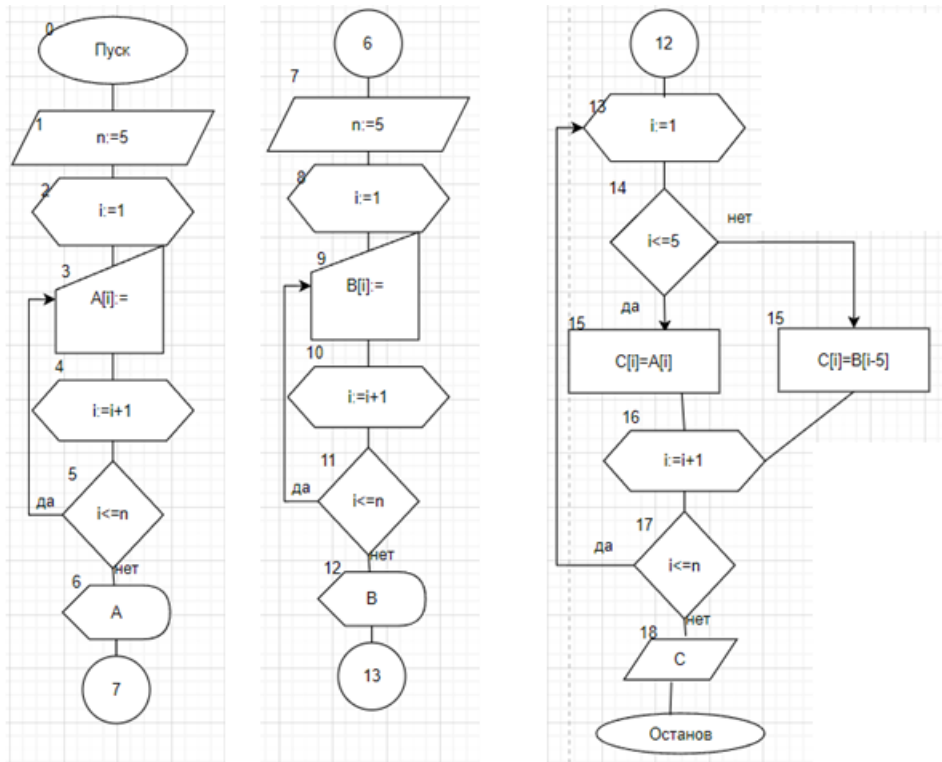 0
Пуск
1
n:=5
2
i:=1
3
A[i]:=
4
i:=i+1
5
i<=n
да
нет
6
A
7
6
7
n:=5
8
i:=1
9
B[i]:=
10
i:=i+1
11
i<=n
да
нет
12
B
13
12
13
i:=1
14
i<=5
нет
да
15
C[i]=A[i]
15
C[i]=B[i-5]
16
i:=i+1
17
i<=n
да
нет
18
C
Останов